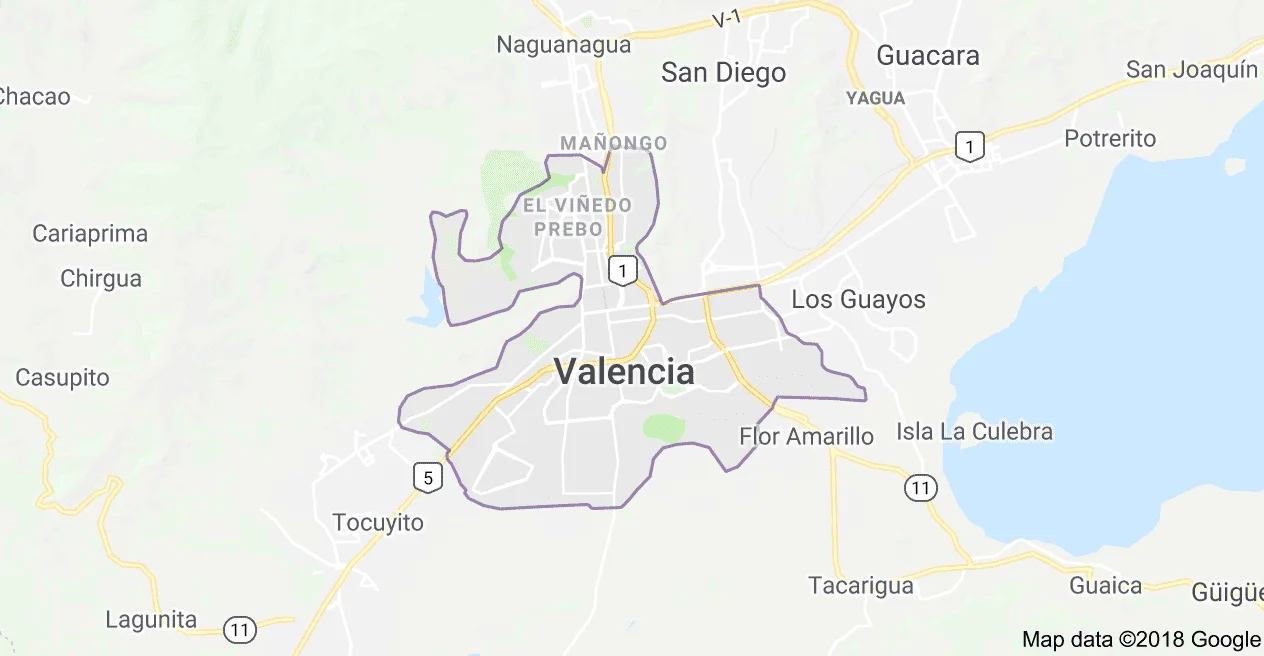 V-1
Naguanagua
Guacara
San Diego
San Joaquín
Chacao
YAGUA
Potrerito
1
MAÑONGO
EL VIÑEDO
PREBO
Cariaprima
Chirgua
1
Los Guayos
Valencia
Casupito
Flor Amarillo
Isla La Culebra
5
11
Tocuyito
Tacarigua
Guaica
Güigüe
Lagunita
11
Map data ©2018 Google